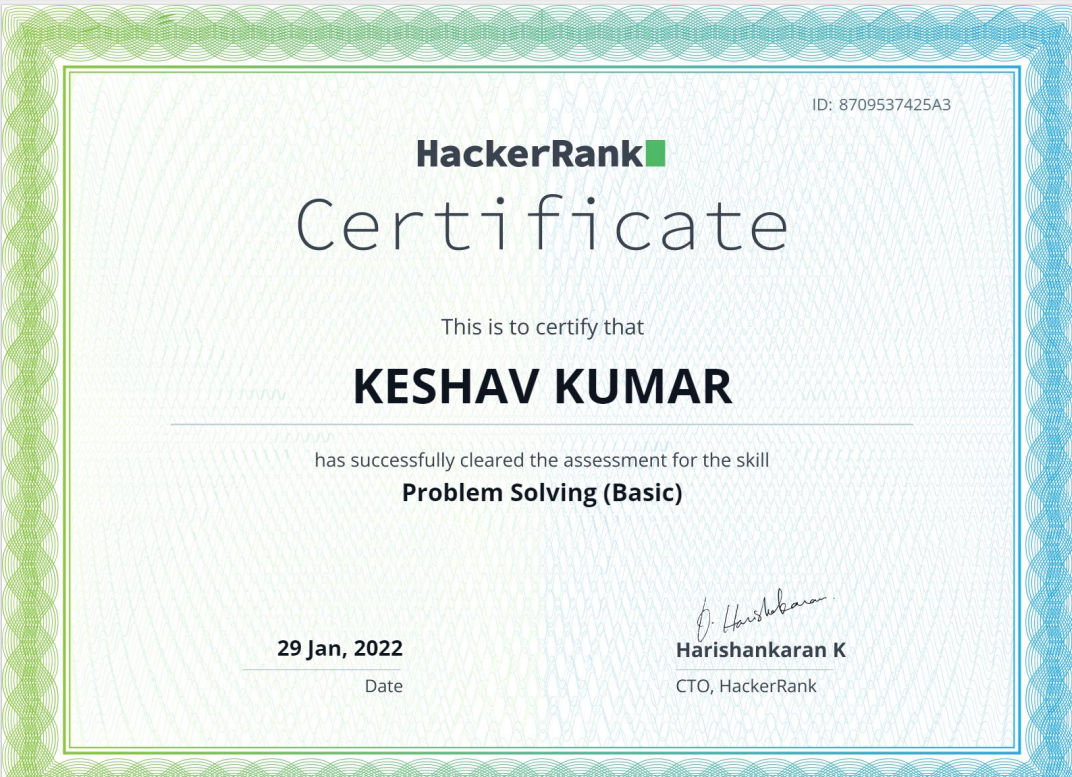 ID: 8709537425A3
HackerRank
Certificate
This is to certify that
KESHAV KUMAR
has successfully cleared the assessment for the skill
Problem Solving (Basic)
29 Jan, 2022
Date
Harishankaran K
CTO, HackerRank